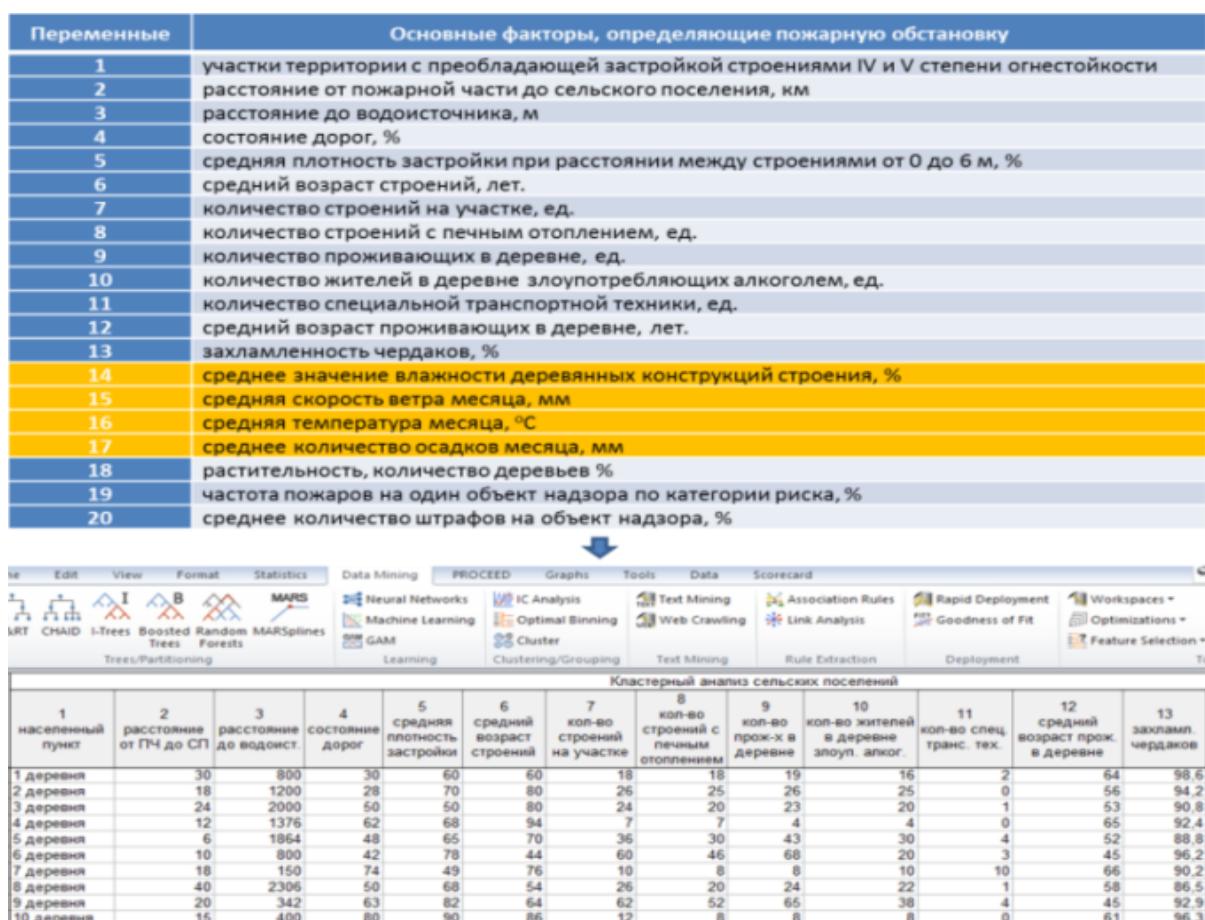 Переменные Основные факторы, определяющие пожарную обстановку
1 участки территории с преобладающей застройкой строениями IV и V степени огнестойкости
2 расстояние от пожарной части до сельского поселения, км
3 расстояние до водоисточника, м
4 состояние дорог, %
5 средняя плотность застройки при расстоянии между строениями от 0 до 6 м, %
6 средний возраст строений, лет.
7 количество строений на участке, ед.
8 количество строений с печным отоплением, ед.
9 количество проживающих в деревне, ед.
10 количество жителей в деревне злоупотребляющих алкоголем, ед.
11 количество специальной транспортной техники, ед.
12 средний возраст проживающих в деревне, лет.
13 захламленность чердаков, %
14 среднее значение влажности деревянных конструкций строения, %
15 средняя скорость ветра месяца, мм
16 средняя температура месяца, °С
17 среднее количество осадков месяца, мм
18 растительность, количество деревьев %
19 частота пожаров на один объект надзора по категории риска, %
20 среднее количество штрафов на объект надзора, %
Edit View Format Statistics Data Mining PROCEED Graphs Tools Data Scorecard
I B MARS Neural Networks IC Analysis Text Mining Association Rules Rapid Deployment Workspaces
Machine Learning Optimal Binning Web Crawling Link Analysis Goodness of Fit Optimizations
CHAID I-Trees Boosted Trees Random Forests MARSplines GAM Cluster Feature Selection
Trees/Partitioning Learning Clustering/Grouping Text Mining Rule Extraction Deployment
Кластерный анализ сельских поселений
1 населенный пункт 2 расстояние от ПЧ до СП 3 расстояние до водоист. 4 состояние дорог 5 средняя плотность застройки 6 средний возраст строений 7 кол-во строений на участке 8 кол-во строений с печным отоплением 9 кол-во прож-х в деревне 10 кол-во жителей в деревне злоуп. алког. 11 кол-во спец. транс. тех. 12 средний возраст прож. в деревне 13 захламл. чердаков
1 деревня 30 800 30 60 60 18 18 19 16 2 64 98,6
2 деревня 18 1200 28 70 80 26 25 26 25 0 56 94,2
3 деревня 24 2000 50 50 80 24 20 23 20 1 53 90,8
4 деревня 12 1376 62 68 94 7 7 4 4 0 65 92,4
5 деревня 6 1864 48 65 70 36 30 43 30 4 52 88,8
6 деревня 10 800 42 78 44 60 46 68 20 3 45 96,2
7 деревня 18 150 74 49 76 10 8 8 10 10 66 90,2
8 деревня 40 2306 50 68 54 26 20 24 22 1 58 86,5
9 деревня 20 342 63 82 64 62 52 65 38 4 45 92,9
10 деревня 15 400 80 90 86 12 8 8 8 0 61 96,3